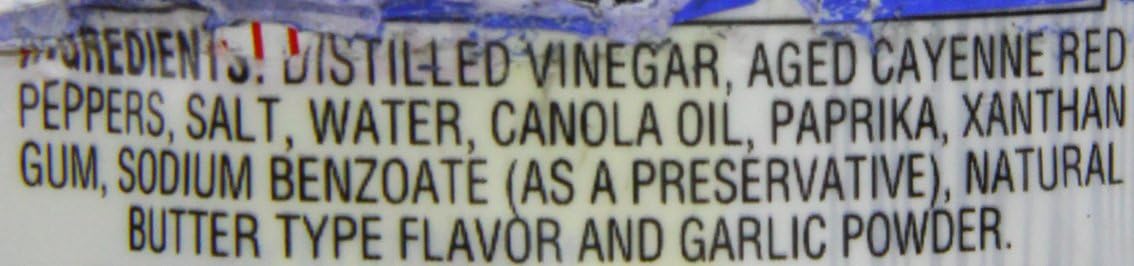 INGREDIENTS: DISTILLED VINEGAR, AGED CAYENNE RED
PEPPERS, SALT, WATER, CANOLA OIL, PAPRIKA, XANTHAN
GUM, SODIUM BENZOATE (AS A PRESERVATIVE), NATURAL
BUTTER TYPE FLAVOR AND GARLIC POWDER.